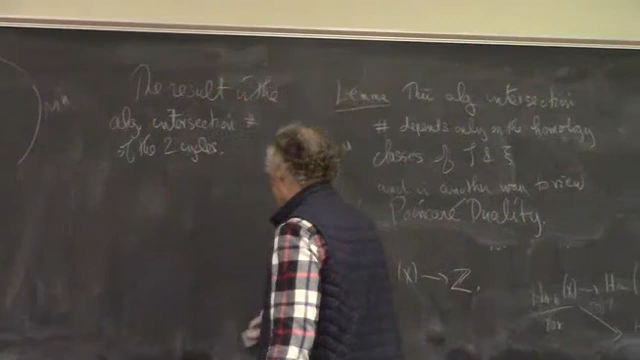 The result is the
alg intersection #
of the 2 cycles.
Lemma The alg intersection
# depends only on the homology
classes of
and is another way to view
Poincaré Duality.
(X) → Z.
(X) → H
Tor